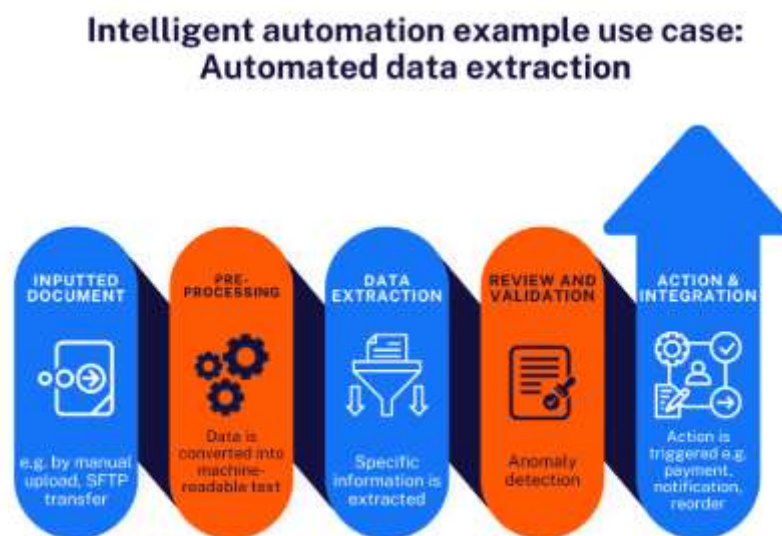 Intelligent automation example use case:
Automated data extraction
INPUTTED
DOCUMENT
e.g. by manual
upload, SFTP
transfer
PRE-
PROCESSING
Data is
converted into
machine-
readable text
DATA
EXTRACTION
Specific
information is
extracted
REVIEW AND
VALIDATION
Anomaly
detection
ACTION &
INTEGRATION
Action is
triggered e.g.
payment,
notification,
reorder